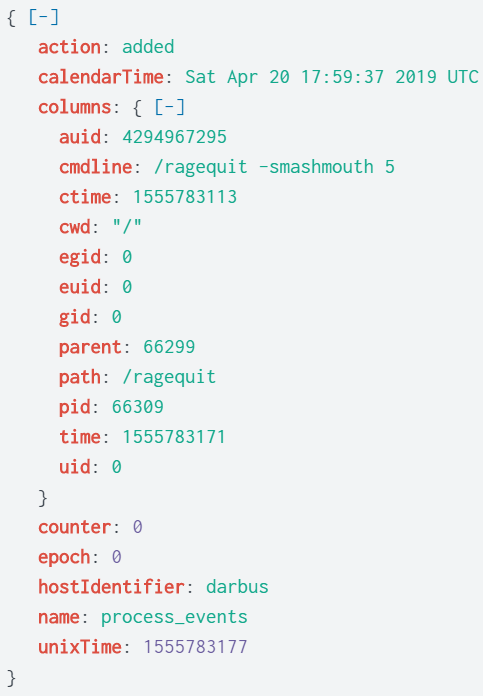 { [-]
action: added
calendarTime: Sat Apr 20 17:59:37 2019 UTC
columns: { [-]
auid: 4294967295
cmdline: /ragequit -smashmouth 5
ctime: 1555783113
cwd: "/"
egid: 0
euid: 0
gid: 0
parent: 66299
path: /ragequit
pid: 66309
time: 1555783171
uid: 0
}
counter: 0
epoch: 0
hostIdentifier: darbus
name: process_events
unixTime: 1555783177
}